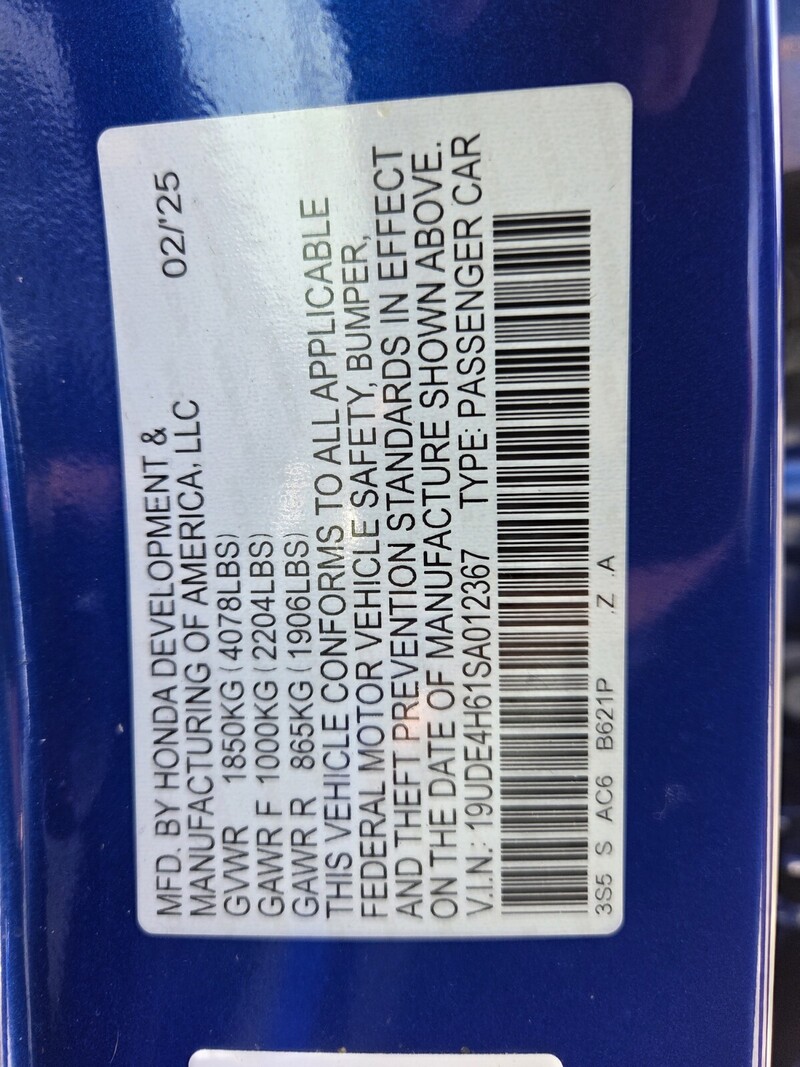 MFD. BY HONDA DEVELOPMENT &
MANUFACTURING OF AMERICA, LLC 02/'25
GVWR 1850KG (4078LBS)
GAWR F 1000KG (2204LBS)
GAWR R 865KG (1906LBS)
THIS VEHICLE CONFORMS TO ALL APPLICABLE
FEDERAL MOTOR VEHICLE SAFETY, BUMPER,
AND THEFT PREVENTION STANDARDS IN EFFECT
ON THE DATE OF MANUFACTURE SHOWN ABOVE.
V.I.N.: 19UDE4H61SA012367 TYPE: PASSENGER CAR
3S5 S AC6 B621P .Z .A